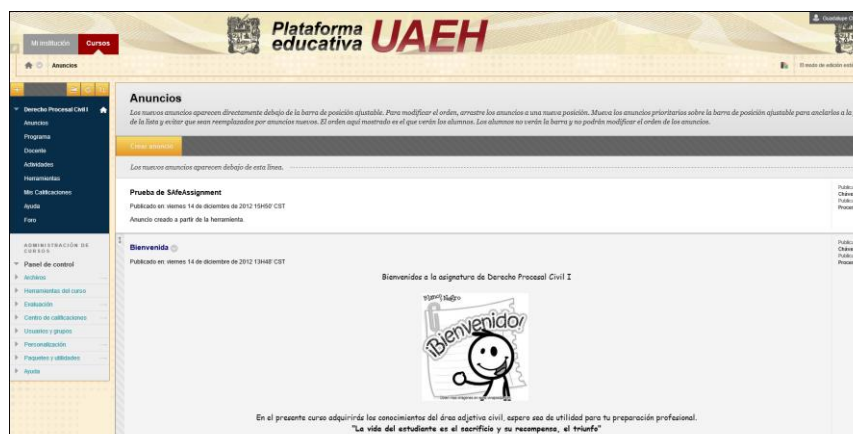 Plataforma
educativa UAEH
Mi institución
Cursos
Guadalupe
Anuncios
El modo de edición
Derecho Procesal Civil I
Anuncios
Programa
Docente
Actividades
Herramientas
Mis Calificaciones
Ayuda
Foro
ADMINISTRACIÓN DE
CURSOS
Panel de control
Archivos
Herramientas del curso
Evaluación
Centro de calificaciones
Usuarios y grupos
Personalización
Paquetes y utilidades
Ayuda
Anuncios
Los nuevos anuncios aparecen directamente debajo de la barra de posición ajustable. Para modificar el orden, arrastre los anuncios a una nueva posición. Mueva los anuncios prioritarios sobre la barra de posición ajustable para anclarlos a la
de la lista y evitar que sean reemplazados por anuncios nuevos. El orden aquí mostrado es el que verán los alumnos. Los alumnos no verán la barra y no podrán modificar el orden de los anuncios.
Crear anuncio
Los nuevos anuncios aparecen debajo de esta línea.
Prueba de SAfeAssignment
Publicado en: viernes 14 de diciembre de 2012 15H50' CST
Anuncio creado a partir de la herramienta.
Bienvenida
Publicado en: viernes 14 de diciembre de 2012 13H48' CST
Bienvenidos a la asignatura de Derecho Procesal Civil I
¡Bienvenido!
En el presente curso adquirirás los conocimientos del área adjetiva civil, espero sea de utilidad para tu preparación profesional.
"La vida del estudiante es el sacrificio y su recompensa, el triunfo"